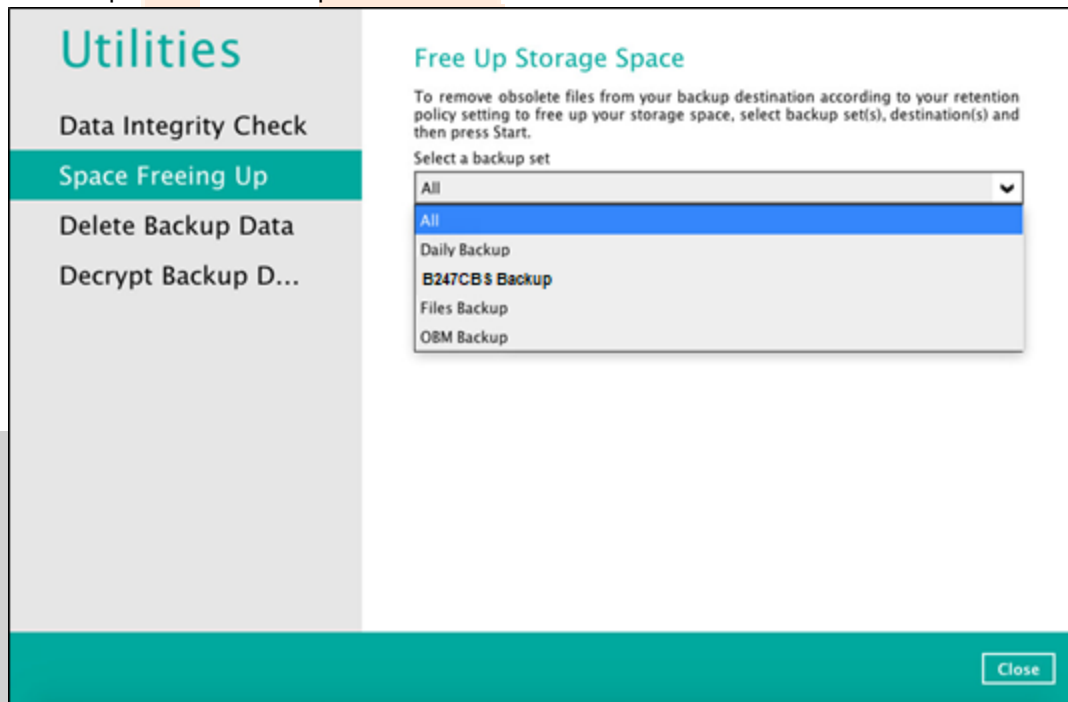 Utilities
Data Integrity Check
Space Freeing Up
Delete Backup Data
Decrypt Backup D...
Free Up Storage Space
To remove obsolete files from your backup destination according to your retention
policy setting to free up your storage space, select backup set(s), destination(s) and
then press Start.
Select a backup set
All
All
Daily Backup
B247CBS Backup
Files Backup
OBM Backup
Close